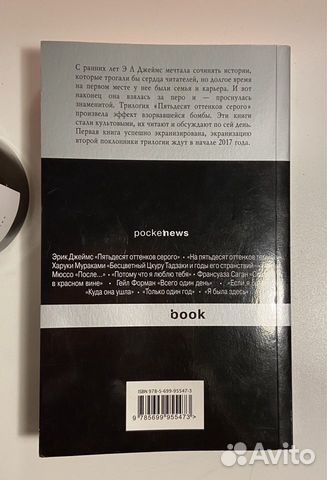 С ранних лет Э Л Джеймс мечтала сочинять истории,
которые трогали бы сердца читателей, но долгое время
на первом месте у нее были семья и карьера. И вот
наконец она взялась за перо и — проснулась
знаменитой. Трилогия «Пятьдесят оттенков серого»
произвела эффект взорвавшейся бомбы. Эти книги
стали культовыми, их читают и обсуждают по сей день.
Первая книга успешно экранизирована, экранизацию
второй поклонники трилогии ждут в начале 2017 года.
pocketnews
Эрик Джеймс «Пятьдесят оттенков серого» • «На пятьдесят оттенков
Харуки Мураками «Бесцветный Цкуру Тадзаки и годы его странствий» •
Мюссо «После...» • «Потому что я люблю тебя» • Франсуаза Саган
в красном вине» • Гейл Форман «Всего один день» • «Если я
«Куда она ушла» • «Только один год» • «Я была здесь»
book
ISBN 978-5-699-95547-3
9 785699 955473 >
Avito